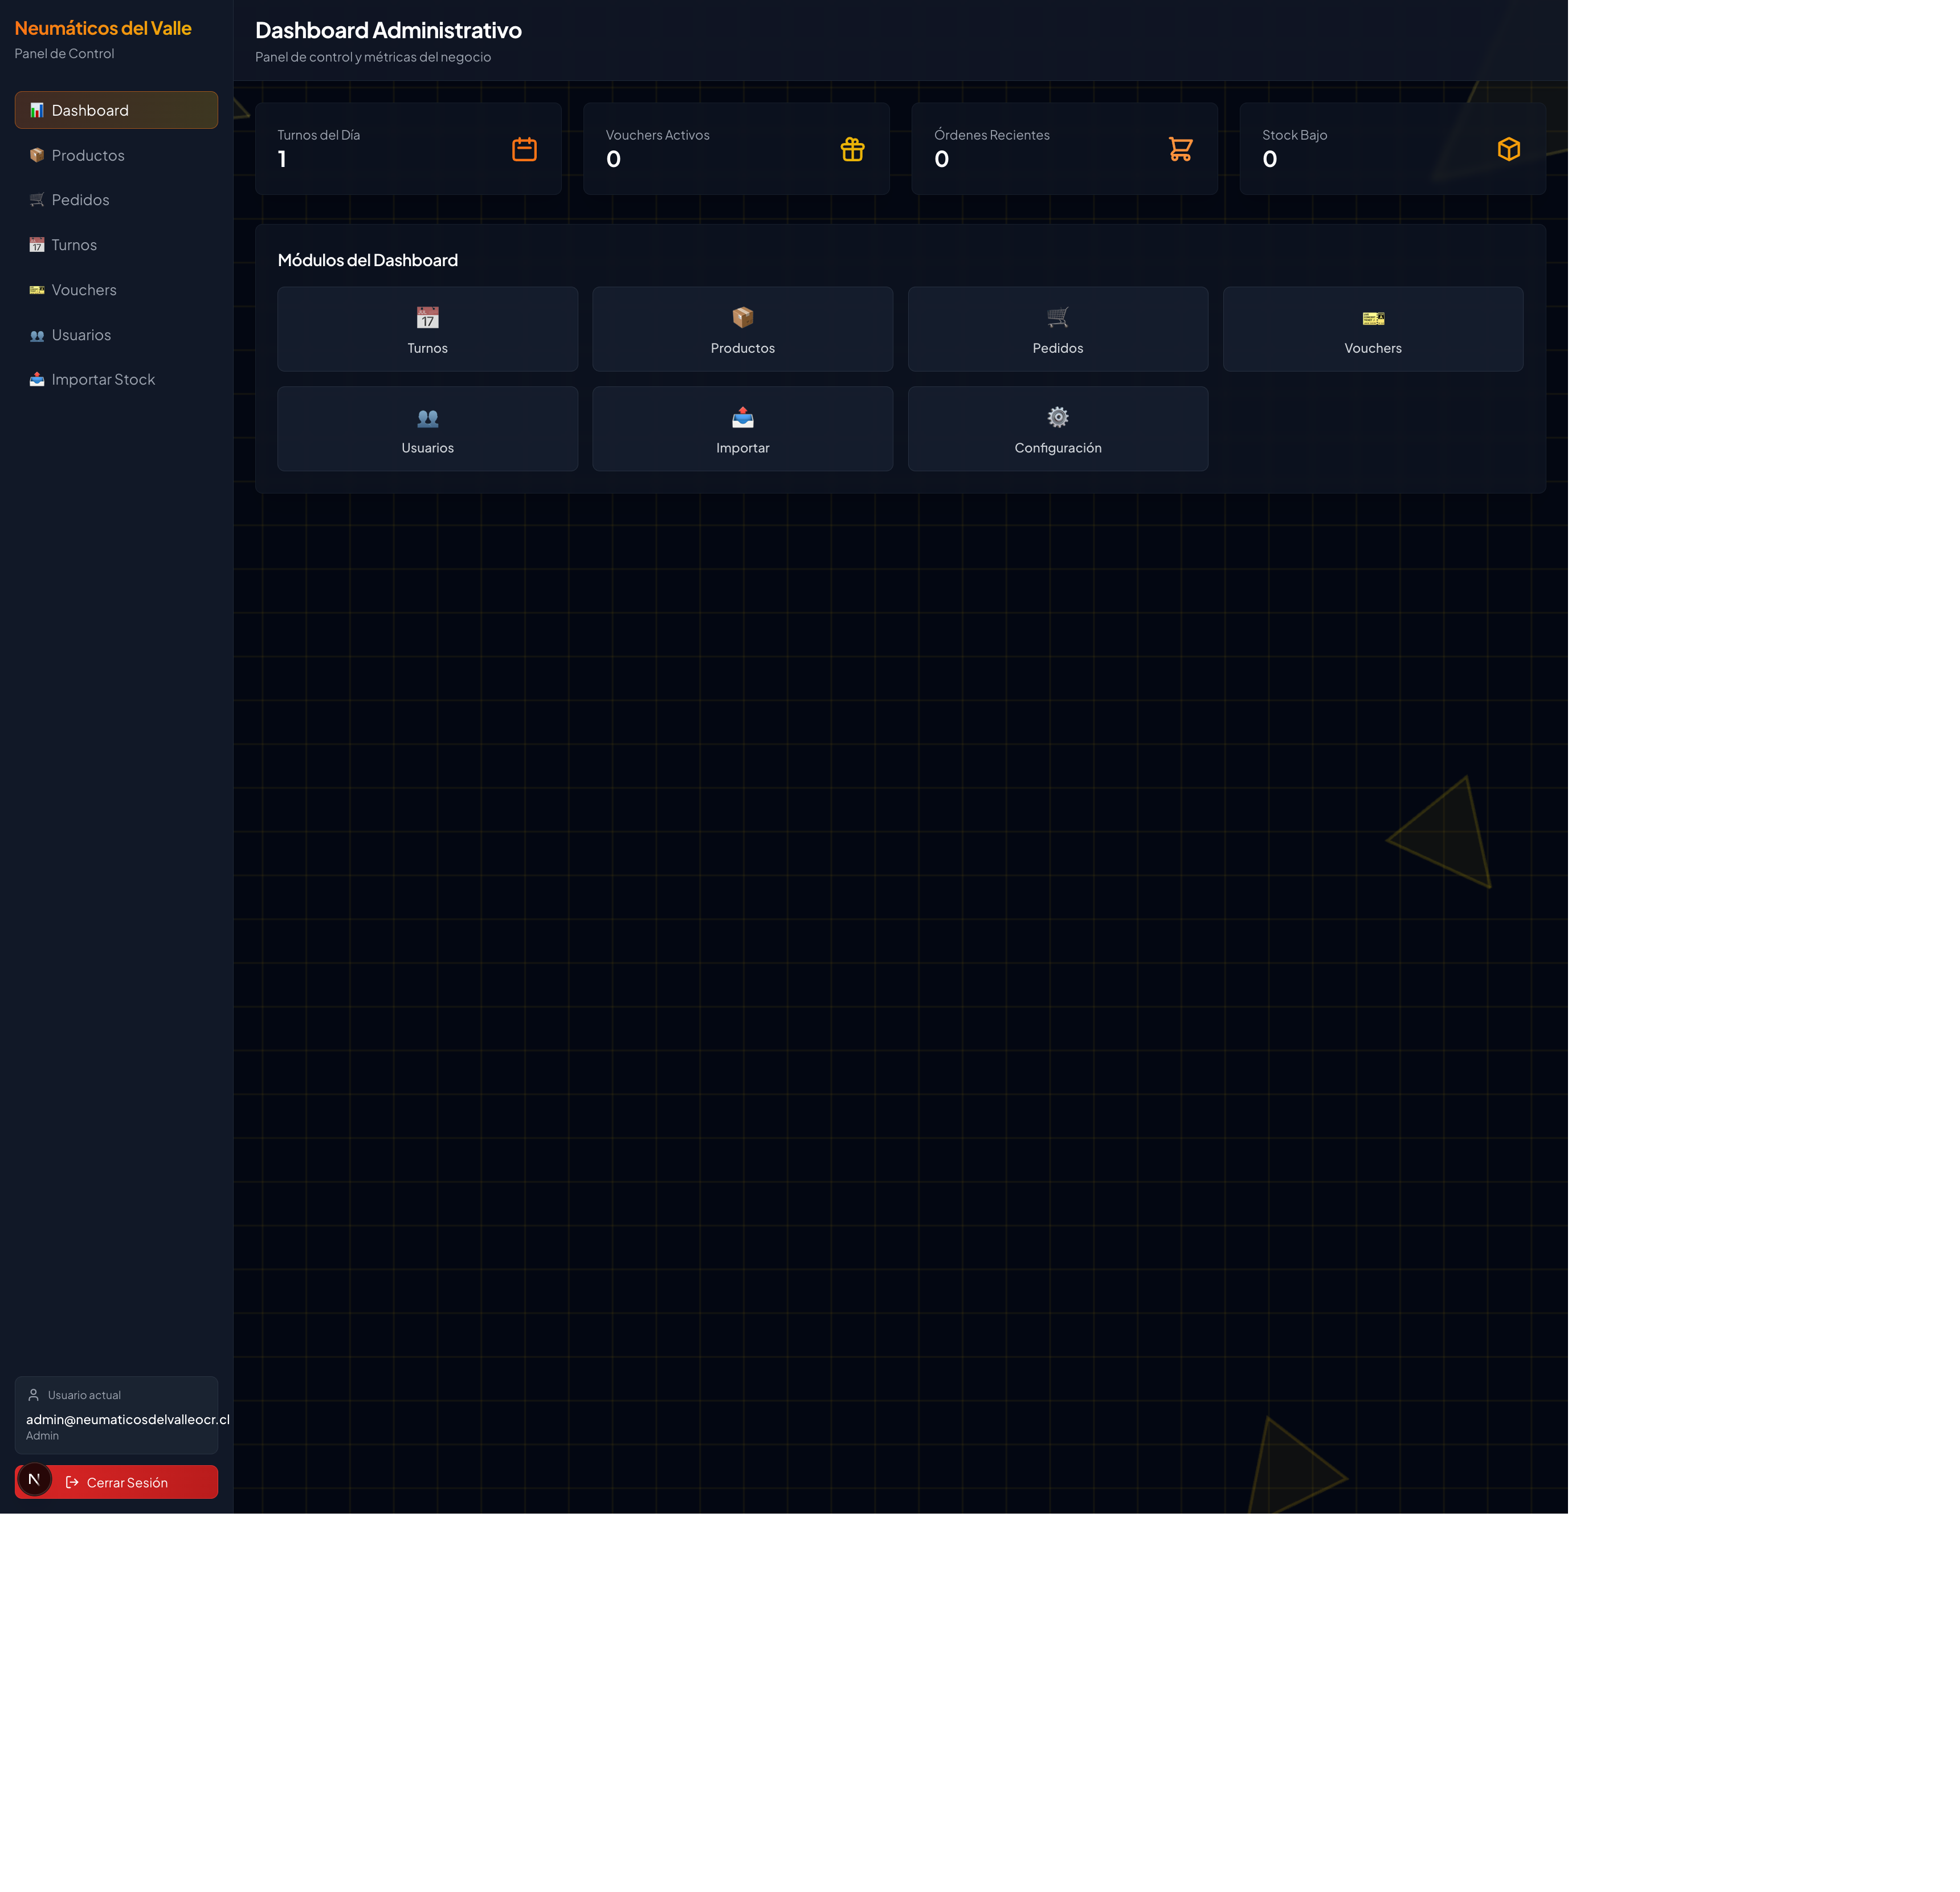 Neumáticos del Valle
Panel de Control
Dashboard
Productos
Pedidos
Turnos
Vouchers
Usuarios
Importar Stock
Usuario actual
admin@neumaticosdelvalleocr.cl
Admin
N
Cerrar Sesión
Dashboard Administrativo
Panel de control y métricas del negocio
Turnos del Día
1
Vouchers Activos
0
Órdenes Recientes
0
Stock Bajo
0
Módulos del Dashboard
17
Turnos
Productos
Pedidos
Vouchers
Usuarios
Importar
Configuración